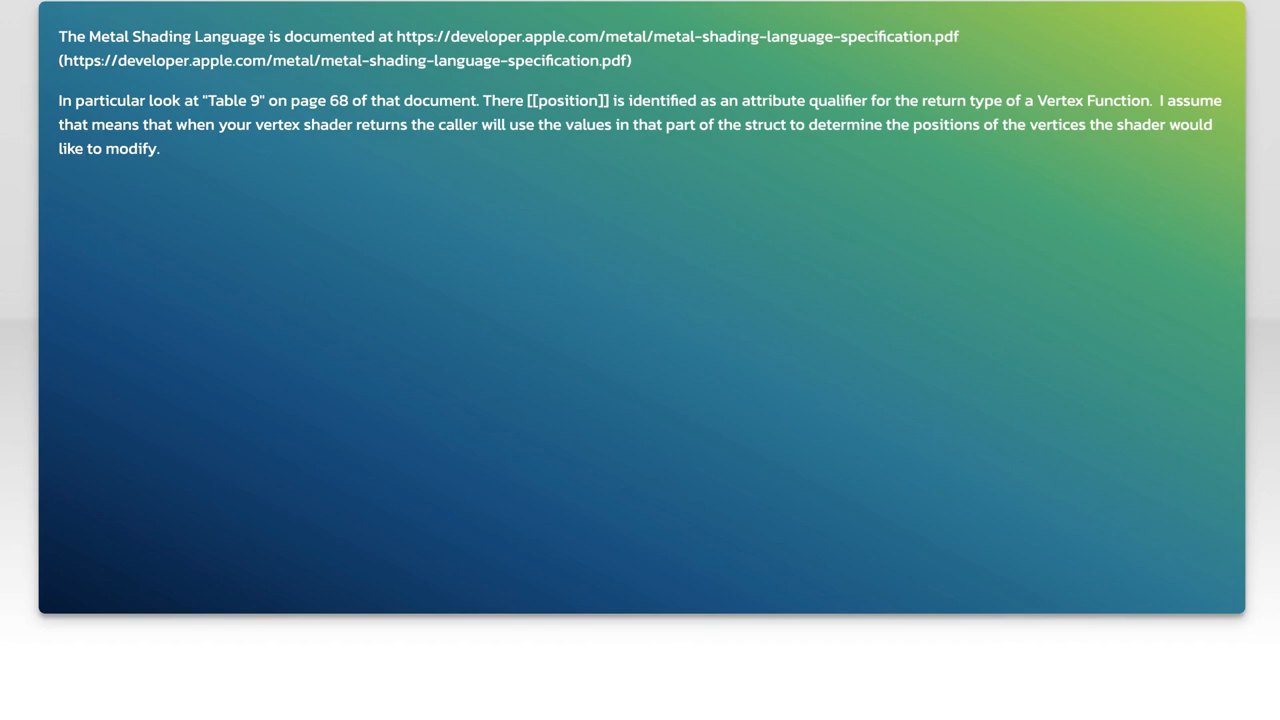 The Metal Shading Language is documented at https://developer.apple.com/metal/metal-shading-language-specification.pdf
(https://developer.apple.com/metal/metal-shading-language-specification.pdf)
In particular look at "Table 9" on page 68 of that document. There [[position]] is identified as an attribute qualifier for the return type of a Vertex Function.  I assume
that means that when your vertex shader returns the caller will use the values in that part of the struct to determine the positions of the vertices the shader would
like to modify.